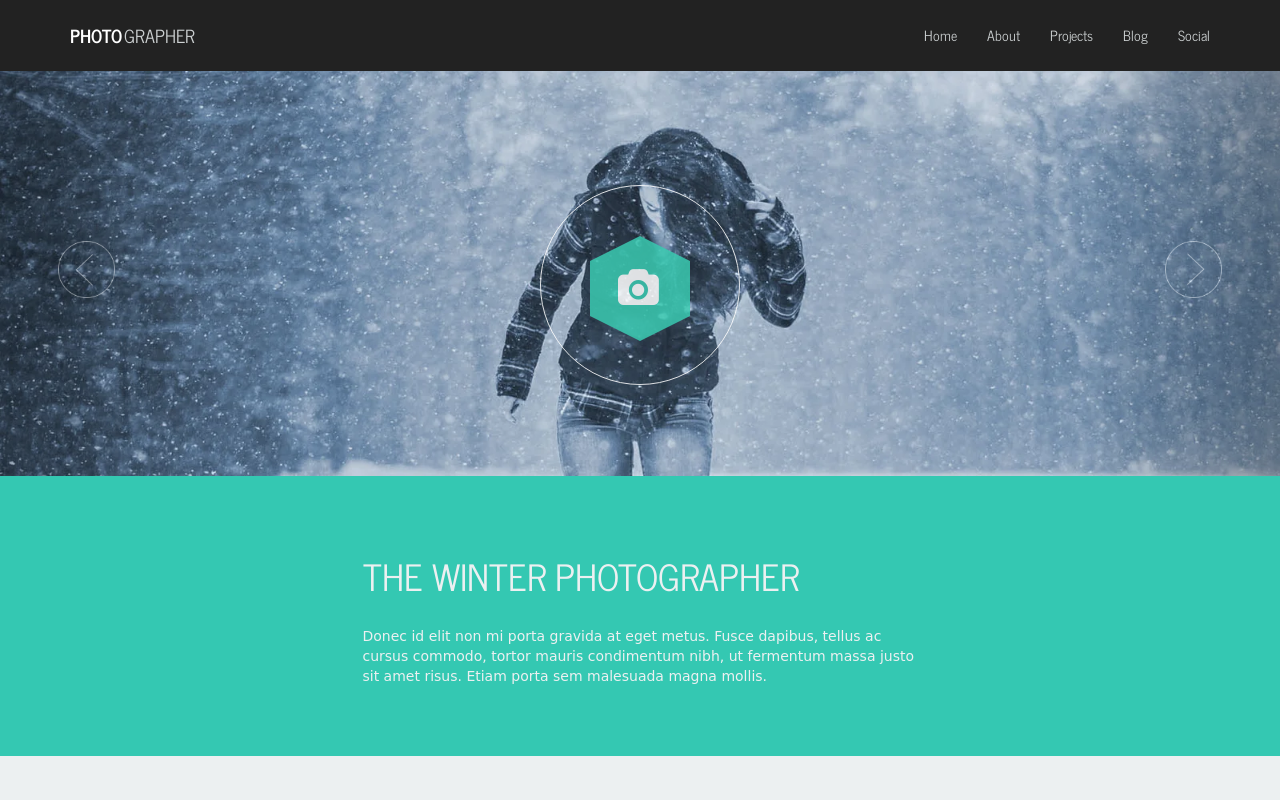 PHOTOGRAPHER
Home About Projects Blog Social
THE WINTER PHOTOGRAPHER
Donec id elit non mi porta gravida at eget metus. Fusce dapibus, tellus ac
cursus commodo, tortor mauris condimentum nibh, ut fermentum massa justo
sit amet risus. Etiam porta sem malesuada magna mollis.